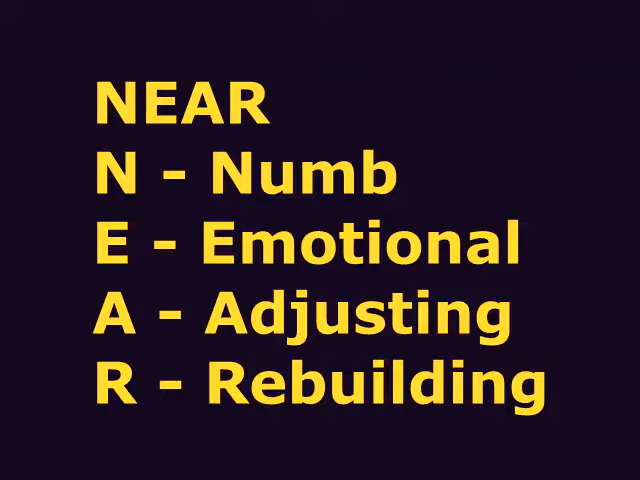 NEAR
N - Numb
E - Emotional
A - Adjusting
R - Rebuilding